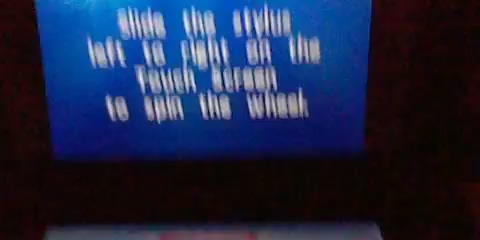 Slide the stylus
left to right on the
Touch Screen
to spin the Wheel